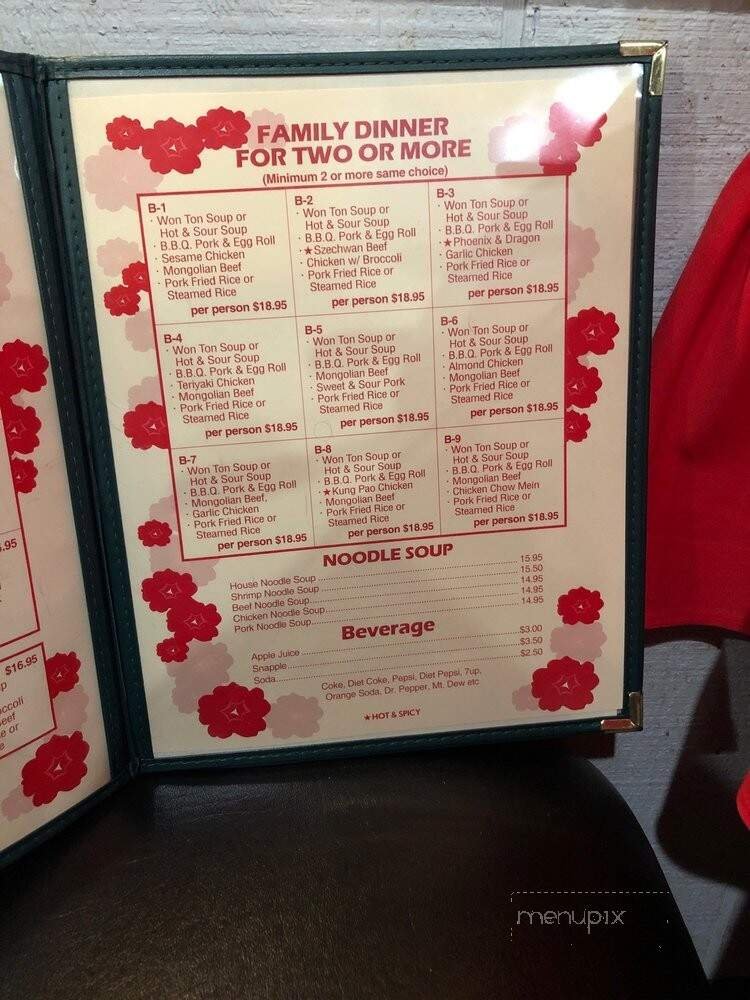 FAMILY DINNER
FOR TWO OR MORE
(Minimum 2 or more same choice)
B-1
· Won Ton Soup or
Hot & Sour Soup
· B.B.Q. Pork & Egg Roll
· Sesame Chicken
· Mongolian Beef
· Pork Fried Rice or
Steamed Rice
per person $18.95
B-2
· Won Ton Soup or
Hot & Sour Soup
· B.B.Q. Pork & Egg Roll
· ★Szechwan Beef
· Chicken w/ Broccoli
· Pork Fried Rice or
Steamed Rice
per person $18.95
B-3
· Won Ton Soup or
Hot & Sour Soup
· B.B.Q. Pork & Egg Roll
· ★Phoenix & Dragon
· Garlic Chicken
· Pork Fried Rice or
Steamed Rice
per person $18.95
B-4
· Won Ton Soup or
Hot & Sour Soup
· B.B.Q. Pork & Egg Roll
· Teriyaki Chicken
· Mongolian Beef
· Pork Fried Rice or
Steamed Rice
per person $18.95
B-5
· Won Ton Soup or
Hot & Sour Soup
· B.B.Q. Pork & Egg Roll
· Mongolian Beef
· Sweet & Sour Pork
· Pork Fried Rice or
Steamed Rice
per person $18.95
B-6
· Won Ton Soup or
Hot & Sour Soup
· B.B.Q. Pork & Egg Roll
· Almond Chicken
· Mongolian Beef
· Pork Fried Rice or
Steamed Rice
per person $18.95
B-7
· Won Ton Soup or
Hot & Sour Soup
· B.B.Q. Pork & Egg Roll
· Mongolian Beef,
· Garlic Chicken
· Pork Fried Rice or
Steamed Rice
per person $18.95
B-8
· Won Ton Soup or
Hot & Sour Soup
· B.B.Q. Pork & Egg Roll
· ★Kung Pao Chicken
· Mongolian Beef
· Pork Fried Rice or
Steamed Rice
per person $18.95
B-9
· Won Ton Soup or
Hot & Sour Soup
· B.B.Q. Pork & Egg Roll
· Mongolian Beef
· Chicken Chow Mein
· Pork Fried Rice or
Steamed Rice
per person $18.95
NOODLE SOUP
House Noodle Soup 15.95
Shrimp Noodle Soup 15.50
Beef Noodle Soup 14.95
Chicken Noodle Soup 14.95
Pork Noodle Soup 14.95
Beverage
Apple Juice $3.00
Snapple $3.50
Soda $2.50
Coke, Diet Coke, Pepsi, Diet Pepsi, 7up,
Orange Soda, Dr. Pepper, Mt. Dew etc
★HOT & SPICY
.95
$16.95
menupix